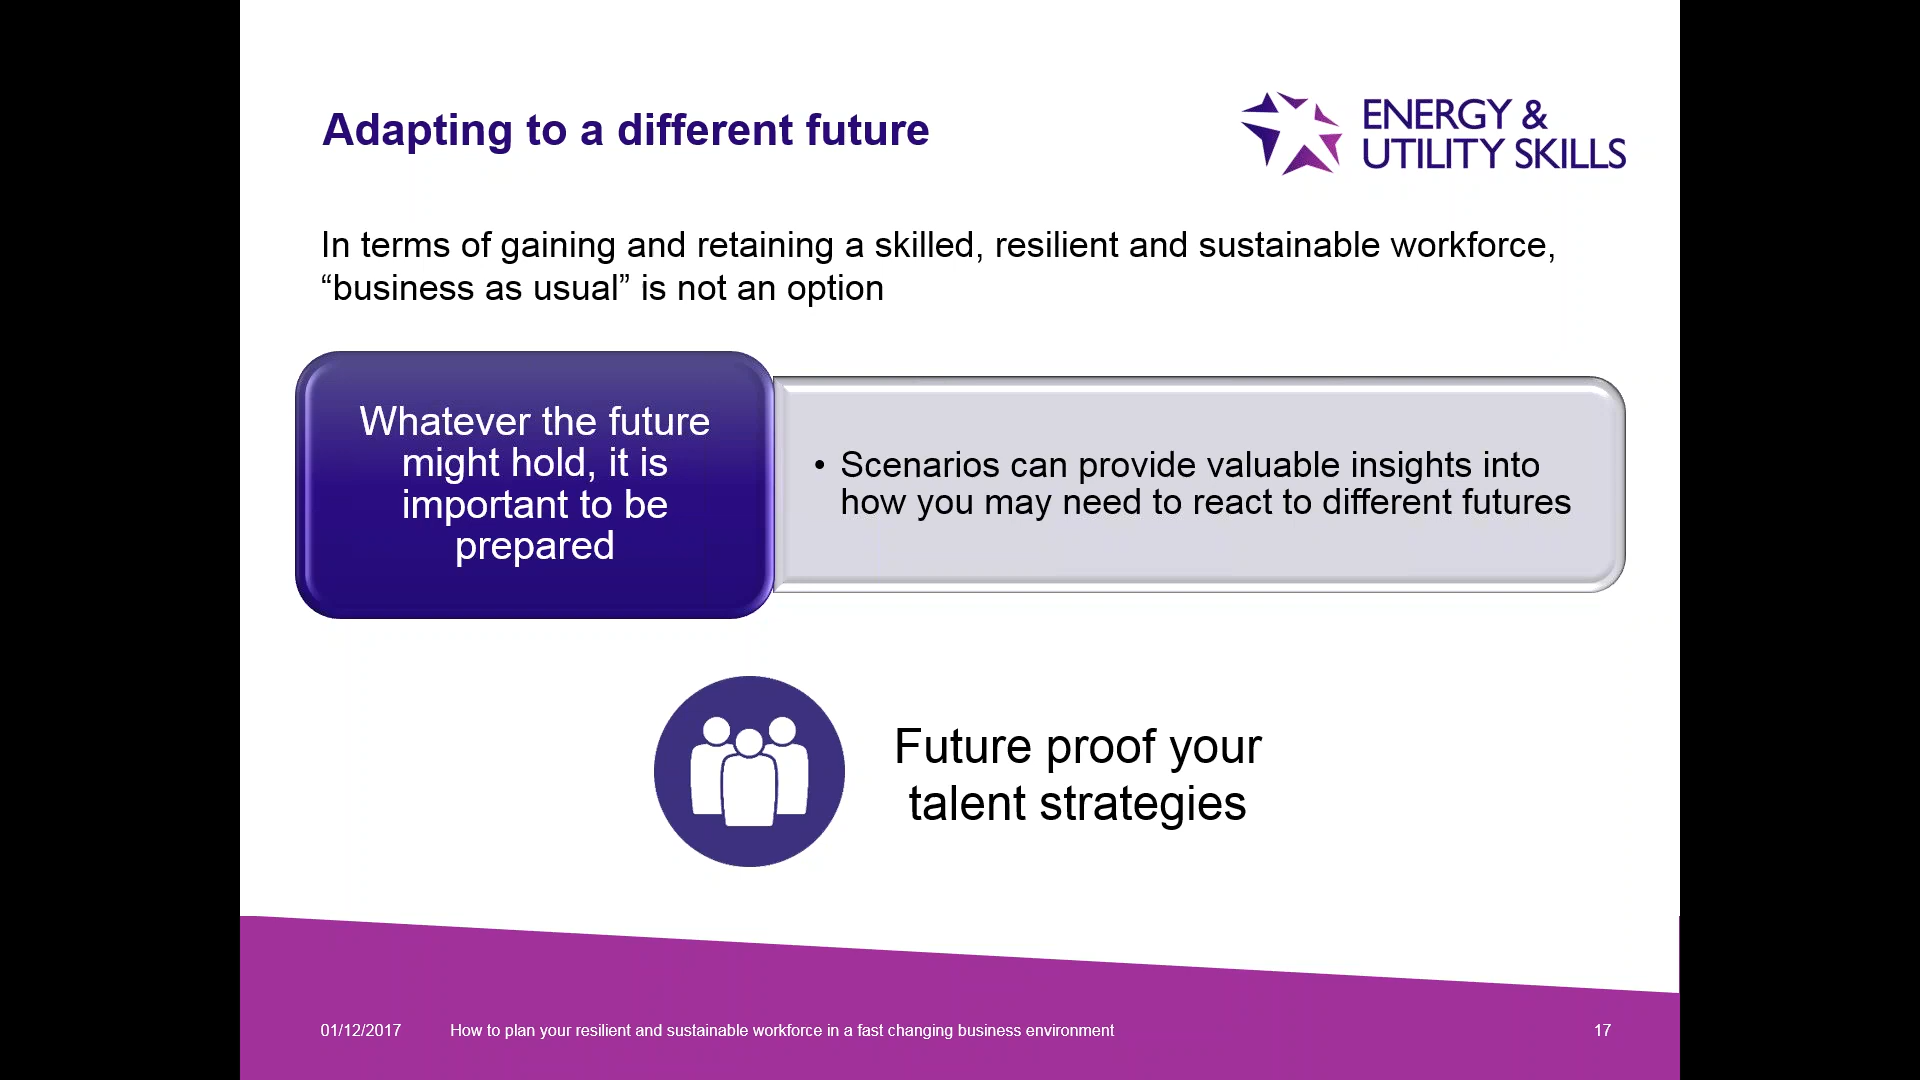 Adapting to a different future
ENERGY &
UTILITY SKILLS
In terms of gaining and retaining a skilled, resilient and sustainable workforce,
“business as usual” is not an option
Whatever the future
might hold, it is
important to be
prepared
• Scenarios can provide valuable insights into
how you may need to react to different futures
Future proof your
talent strategies
01/12/2017 How to plan your resilient and sustainable workforce in a fast changing business environment 17